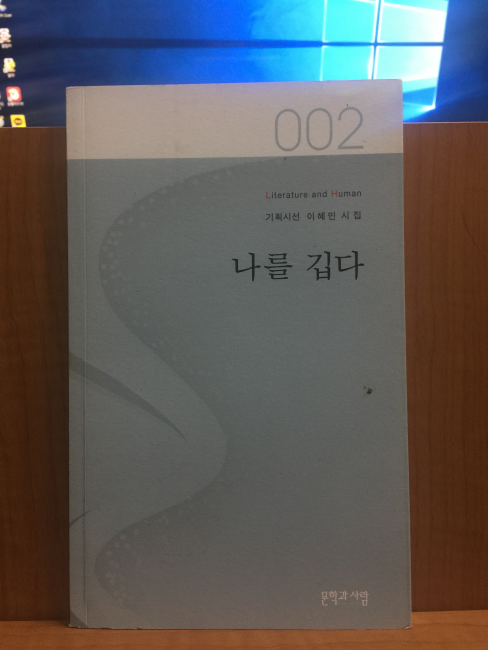 002
Literature and Human
기획시선 이혜민 시집
나를 깁다
문학과 사람